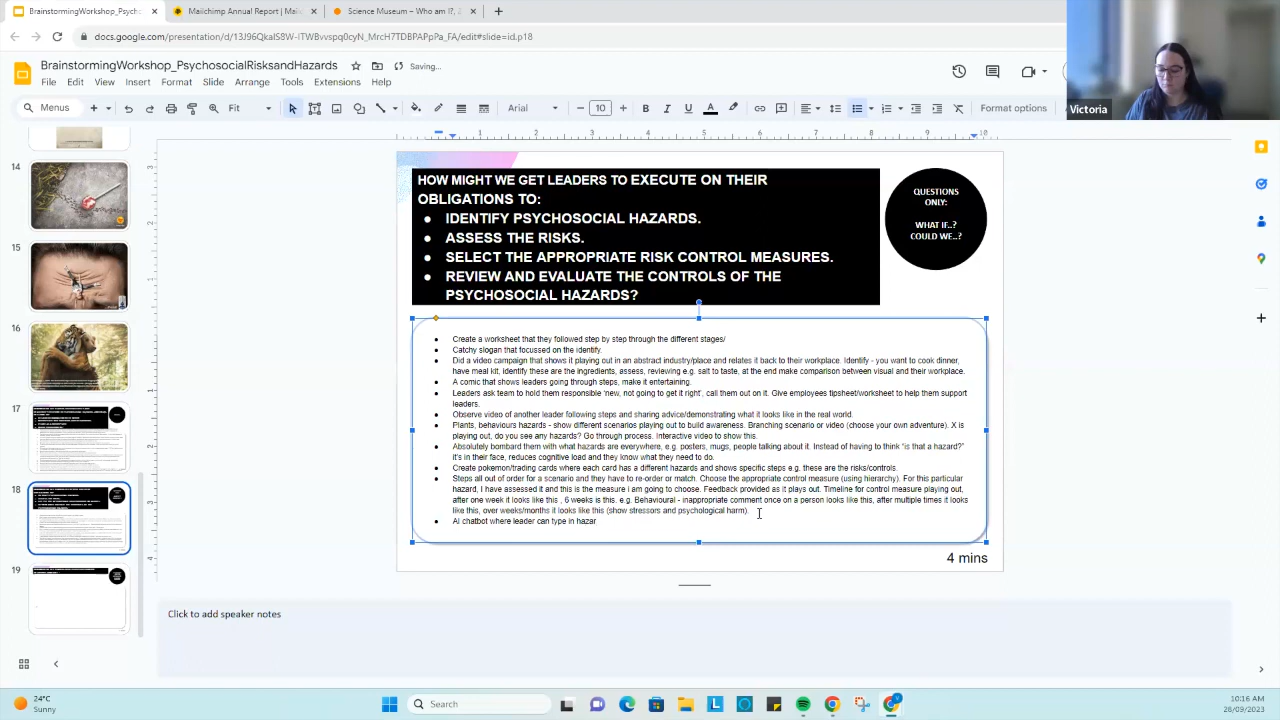 BrainstormingWorkshop_Psych
Mailchimp Annual Report | Mail
Science Museum – Who am I?, 2
docs.google.com/presentation/d/13J96QkaIS8W-ITWBvvspq0cyN_MrcH7TDBPAPpPa_FA/edit#slide=id.p18
BrainstormingWorkshop_PsychosocialRisksandHazards
Saving...
File Edit View Insert Format Slide Arrange Tools Extensions Help
Menus
Fit
Arial
10
B I U A
Format options
Victoria
1 2 3 4 5 6 7 8 9 10
14
15
16
17
18
19
HOW MIGHT WE GET LEADERS TO EXECUTE ON THEIR
OBLIGATIONS TO:
● IDENTIFY PSYCHOSOCIAL HAZARDS.
● ASSESS THE RISKS.
● SELECT THE APPROPRIATE RISK CONTROL MEASURES.
● REVIEW AND EVALUATE THE CONTROLS OF THE
PSYCHOSOCIAL HAZARDS?
QUESTIONS
ONLY:
WHAT IF..?
COULD WE..?
● Create a worksheet that they followed step by step through the different stages/
● Catchy slogan that focussed on the identify.
● Did a video campaign that shows it playing out in an abstract industry/place and relates it back to their workplace. Identify - you want to cook dinner,
have meal kit, identify these are the ingredients, assess, reviewing e.g. salt to taste, at the end make comparison between visual and their workplace.
● A comic that shows leaders going through steps, make it entertaining.
● Leaders ask team to hold them responsible 'new, not going to get it right', call them out on it. Give employees tipsheet/worksheet to help them support
leaders.
● Observations of another leader following steps and sharing advice/demonstrating what it looks like in the real world.
● playing out to build awareness. scenario or video (choose your own adventure). X is
playing out, do you see any hazards? Go through process. Interactive video to show this.
● Absolutely bombard them with what hazards are everywhere, e.g. posters, mugs, people talking about it. Instead of having to think "is that a hazard?"
it's in their face, reduces cognitive load and they know what they need to do.
● Create pokemon/trading cards where each card has a different hazards and shows specific steps e.g. these are the risks/controls.
● Steps all out of order for a scenario and they have to re-order or match. Choose the appropriate control measure (using hierarchy). For this particular
hazard, I have assessed it and this is the measure I am going to choose. Feedback provided as it plays out. Timeline for control measure playing out,
after one week it looks like this , 6 weeks is this. e.g. Behavioural - inappropriate comment on a person looks like this, after multiple times it looks
like this, over weeks/months it looks like this (show stressors and psychological harm).
● AI chatbot where leader can type in hazar
4 mins
Click to add speaker notes
24°C
Sunny
Search
10:16 AM
26/09/2023